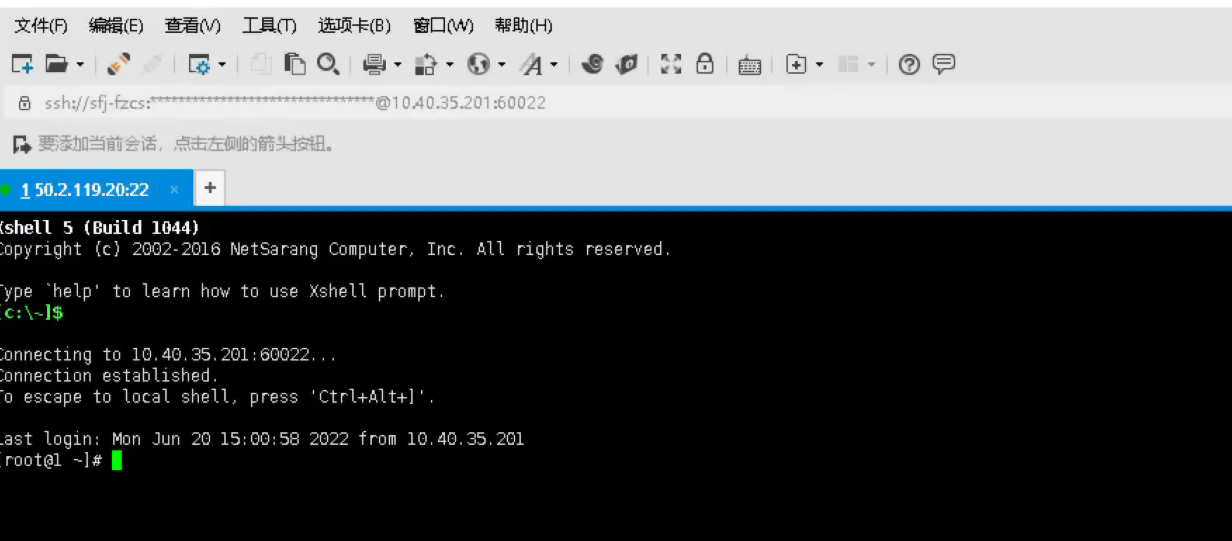 文件(F) 编辑(E) 查看(V) 工具(T) 选项卡(B) 窗口(W) 帮助(H)
ssh://sfj-fzcs:********************************@10.40.35.201:60022
要添加当前会话，点击左侧的箭头按钮。
1 50.2.119.20:22 × +
Xshell 5 (Build 1044)
Copyright (c) 2002-2016 NetSarang Computer, Inc. All rights reserved.
Type `help' to learn how to use Xshell prompt.
[c:\~]$
Connecting to 10.40.35.201:60022...
Connection established.
To escape to local shell, press 'Ctrl+Alt+]'.
Last login: Mon Jun 20 15:00:58 2022 from 10.40.35.201
[root@l ~]#